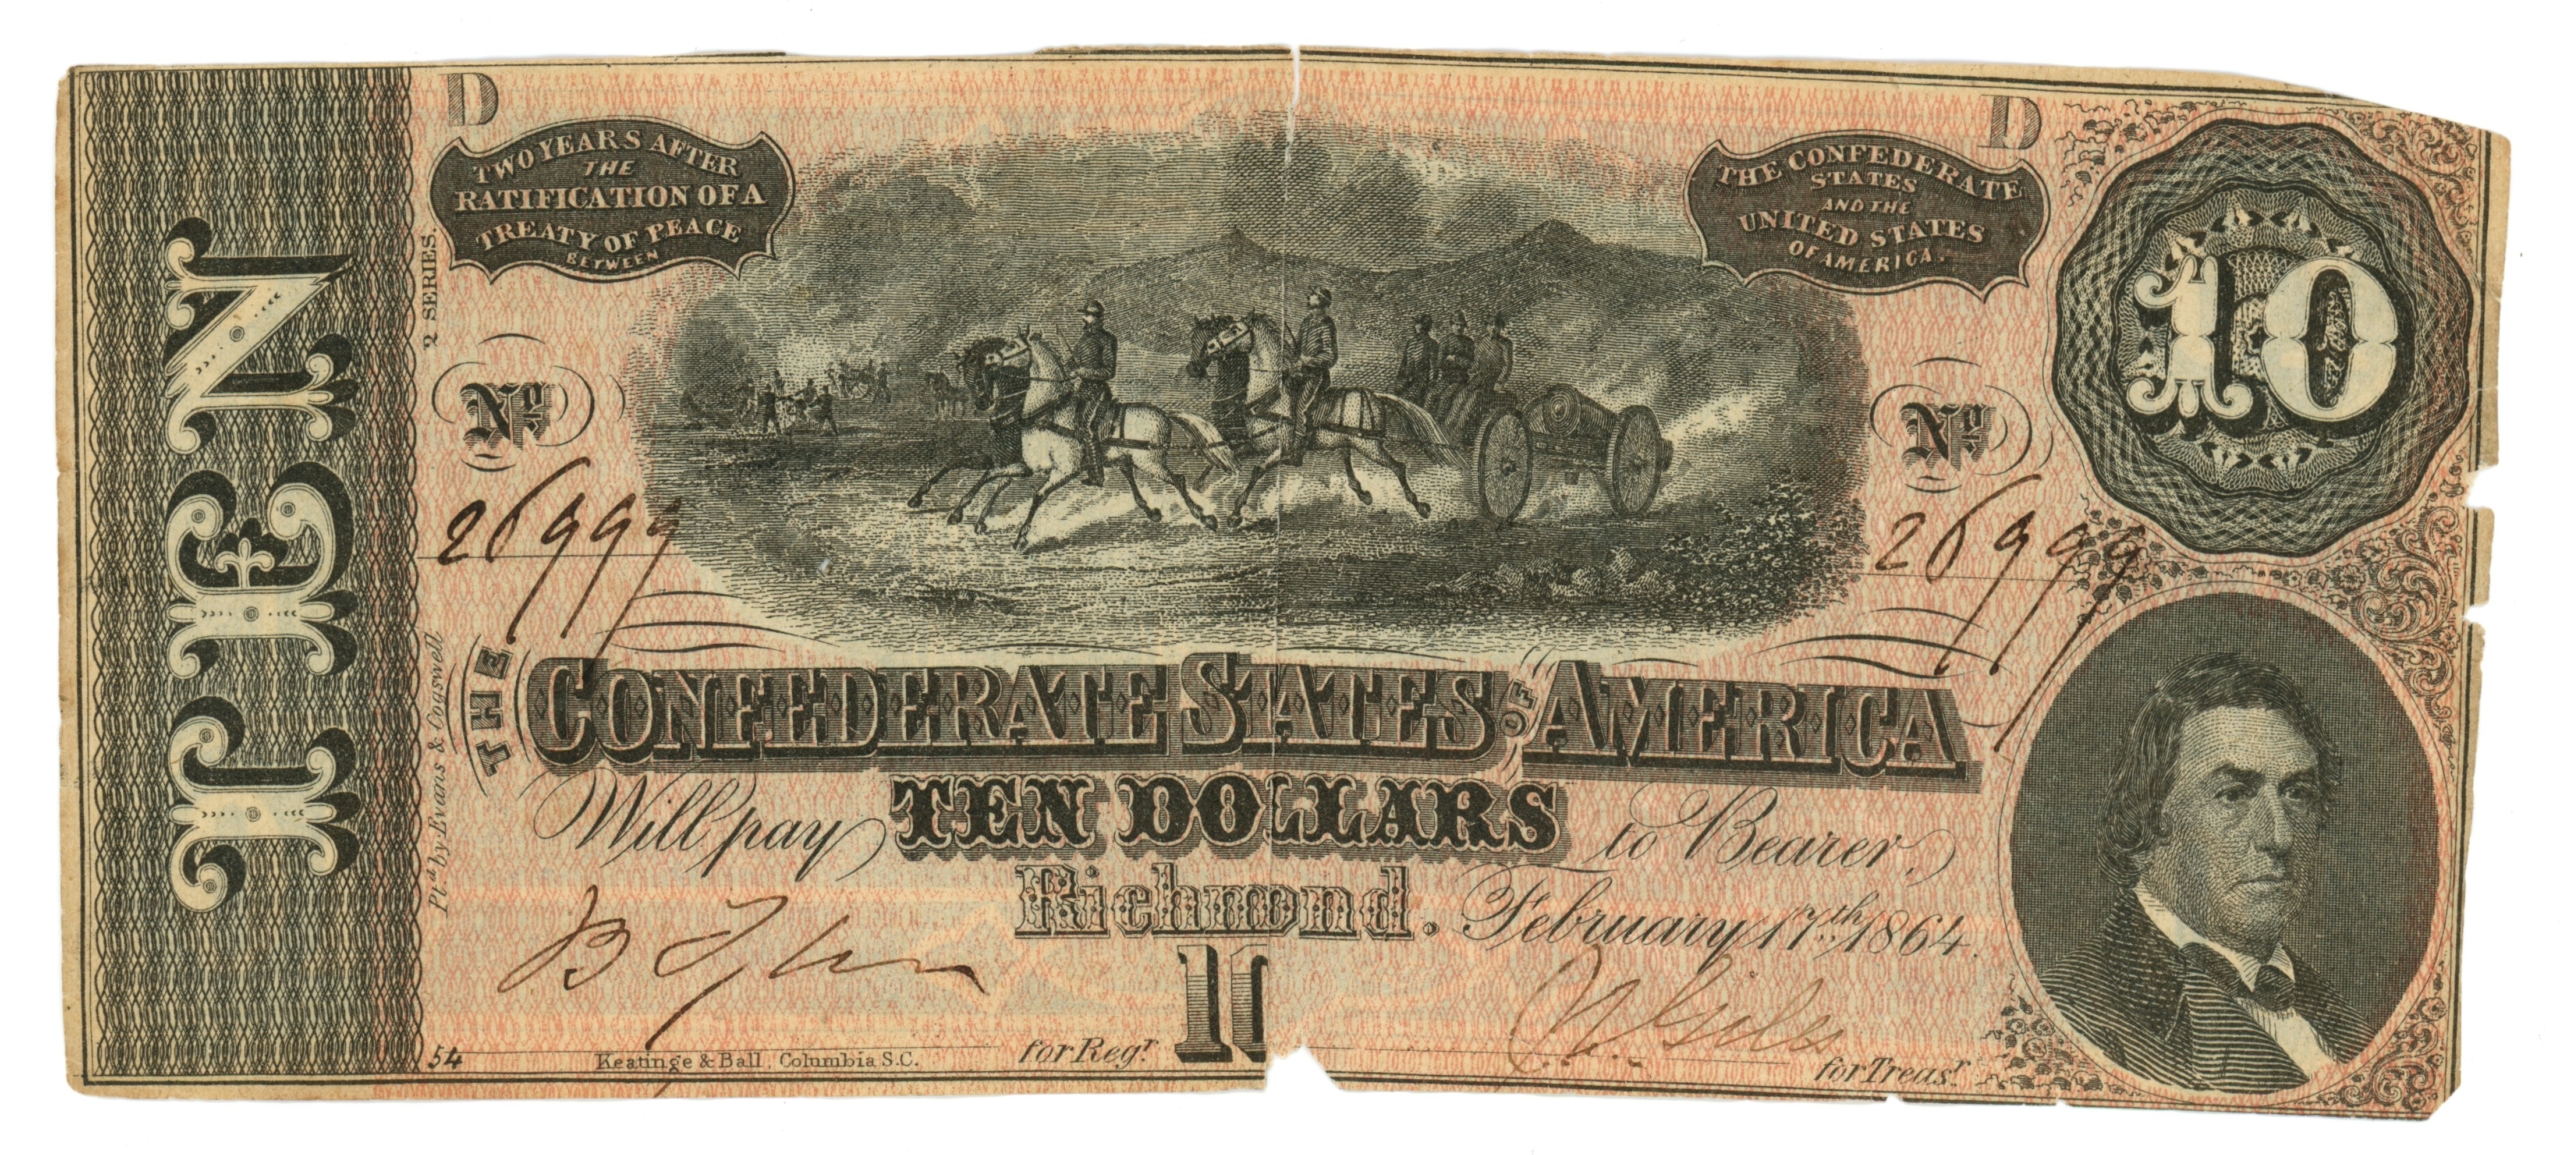 D
D
TWO YEARS AFTER
THE
RATIFICATION OF A
TREATY OF PEACE
BETWEEN
THE CONFEDERATE
STATES
AND THE
UNITED STATES
OF AMERICA.
10
TEN
2 SERIES.
No
No
26999
26999
THE CONFEDERATE STATES OF AMERICA
Will pay TEN DOLLARS to Bearer.
Richmond. February 17th 1864.
Ptd by Evans & Cogswell
54
Keatinge & Ball, Columbia S.C.
for Regr
for Treasr